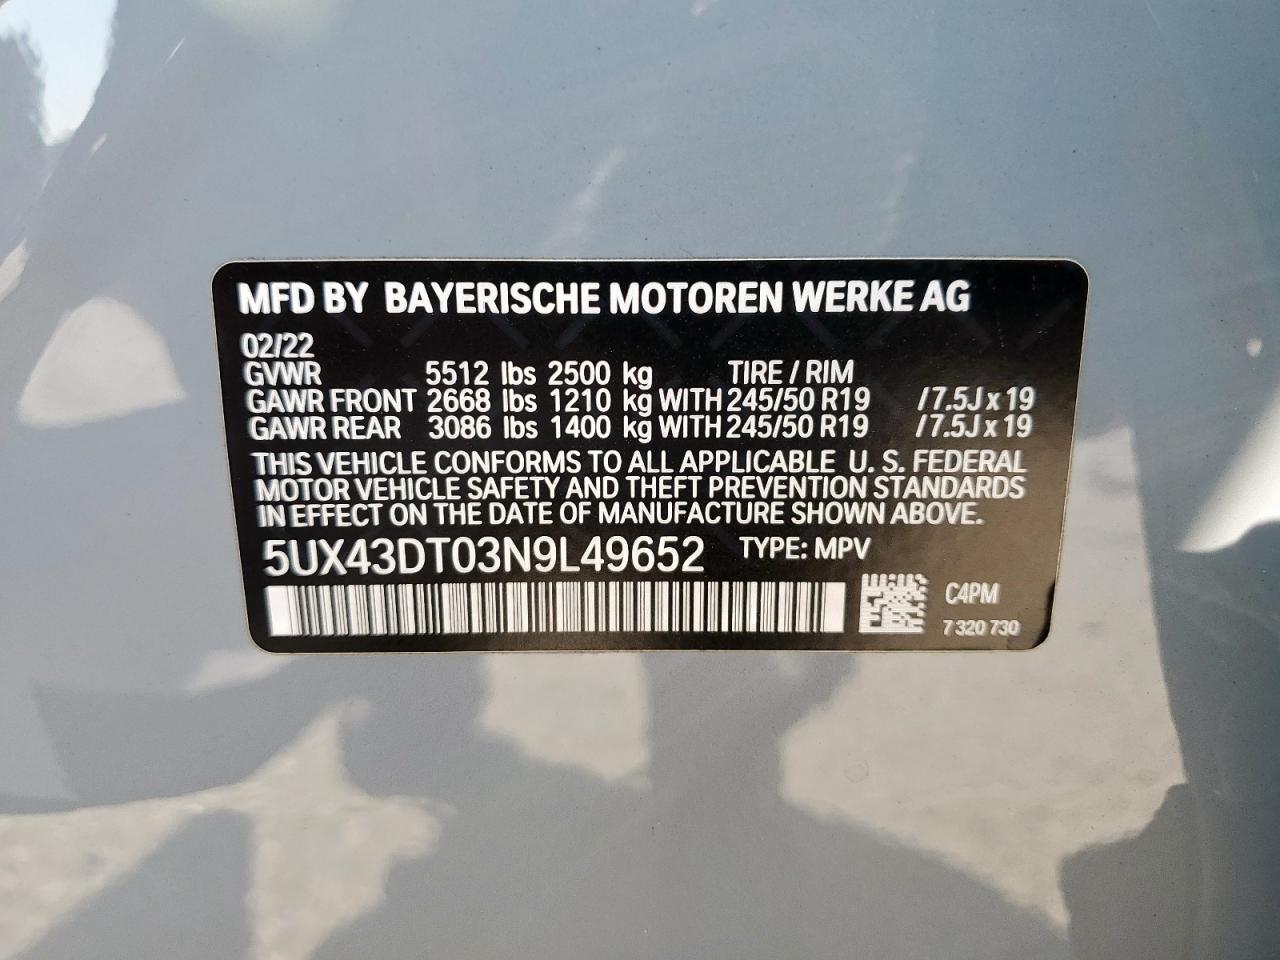 MFD BY BAYERISCHE MOTOREN WERKE AG
02/22
GVWR 5512 lbs 2500 kg TIRE / RIM
GAWR FRONT 2668 lbs 1210 kg WITH 245/50 R19 / 7.5J x 19
GAWR REAR 3086 lbs 1400 kg WITH 245/50 R19 / 7.5J x 19
THIS VEHICLE CONFORMS TO ALL APPLICABLE U. S. FEDERAL
MOTOR VEHICLE SAFETY AND THEFT PREVENTION STANDARDS
IN EFFECT ON THE DATE OF MANUFACTURE SHOWN ABOVE.
5UX43DT03N9L49652 TYPE: MPV
C4PM
7 320 730